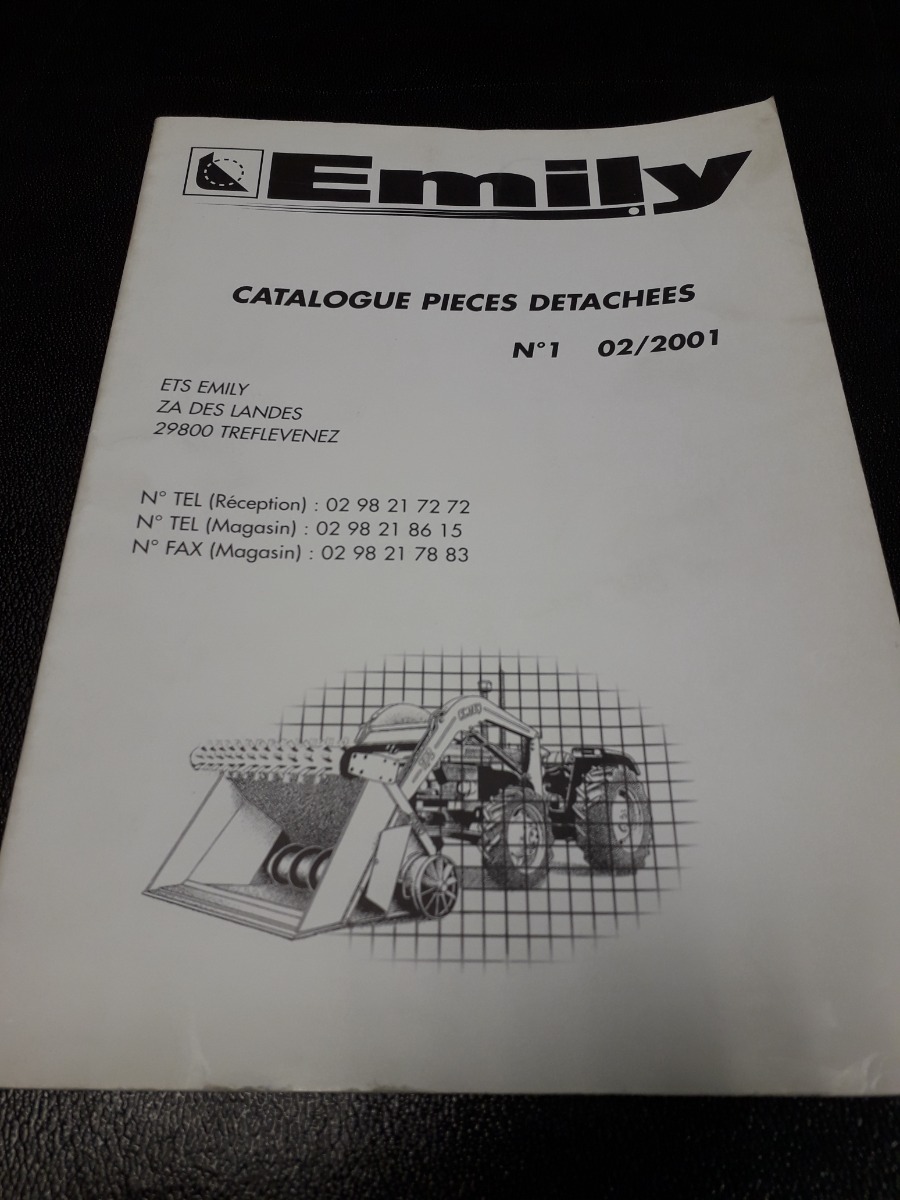 Emily
CATALOGUE PIECES DETACHEES
N°1 02/2001
ETS EMILY
ZA DES LANDES
29800 TREFLEVENEZ
N° TEL (Réception) : 02 98 21 72 72
N° TEL (Magasin) : 02 98 21 86 15
N° FAX (Magasin) : 02 98 21 78 83